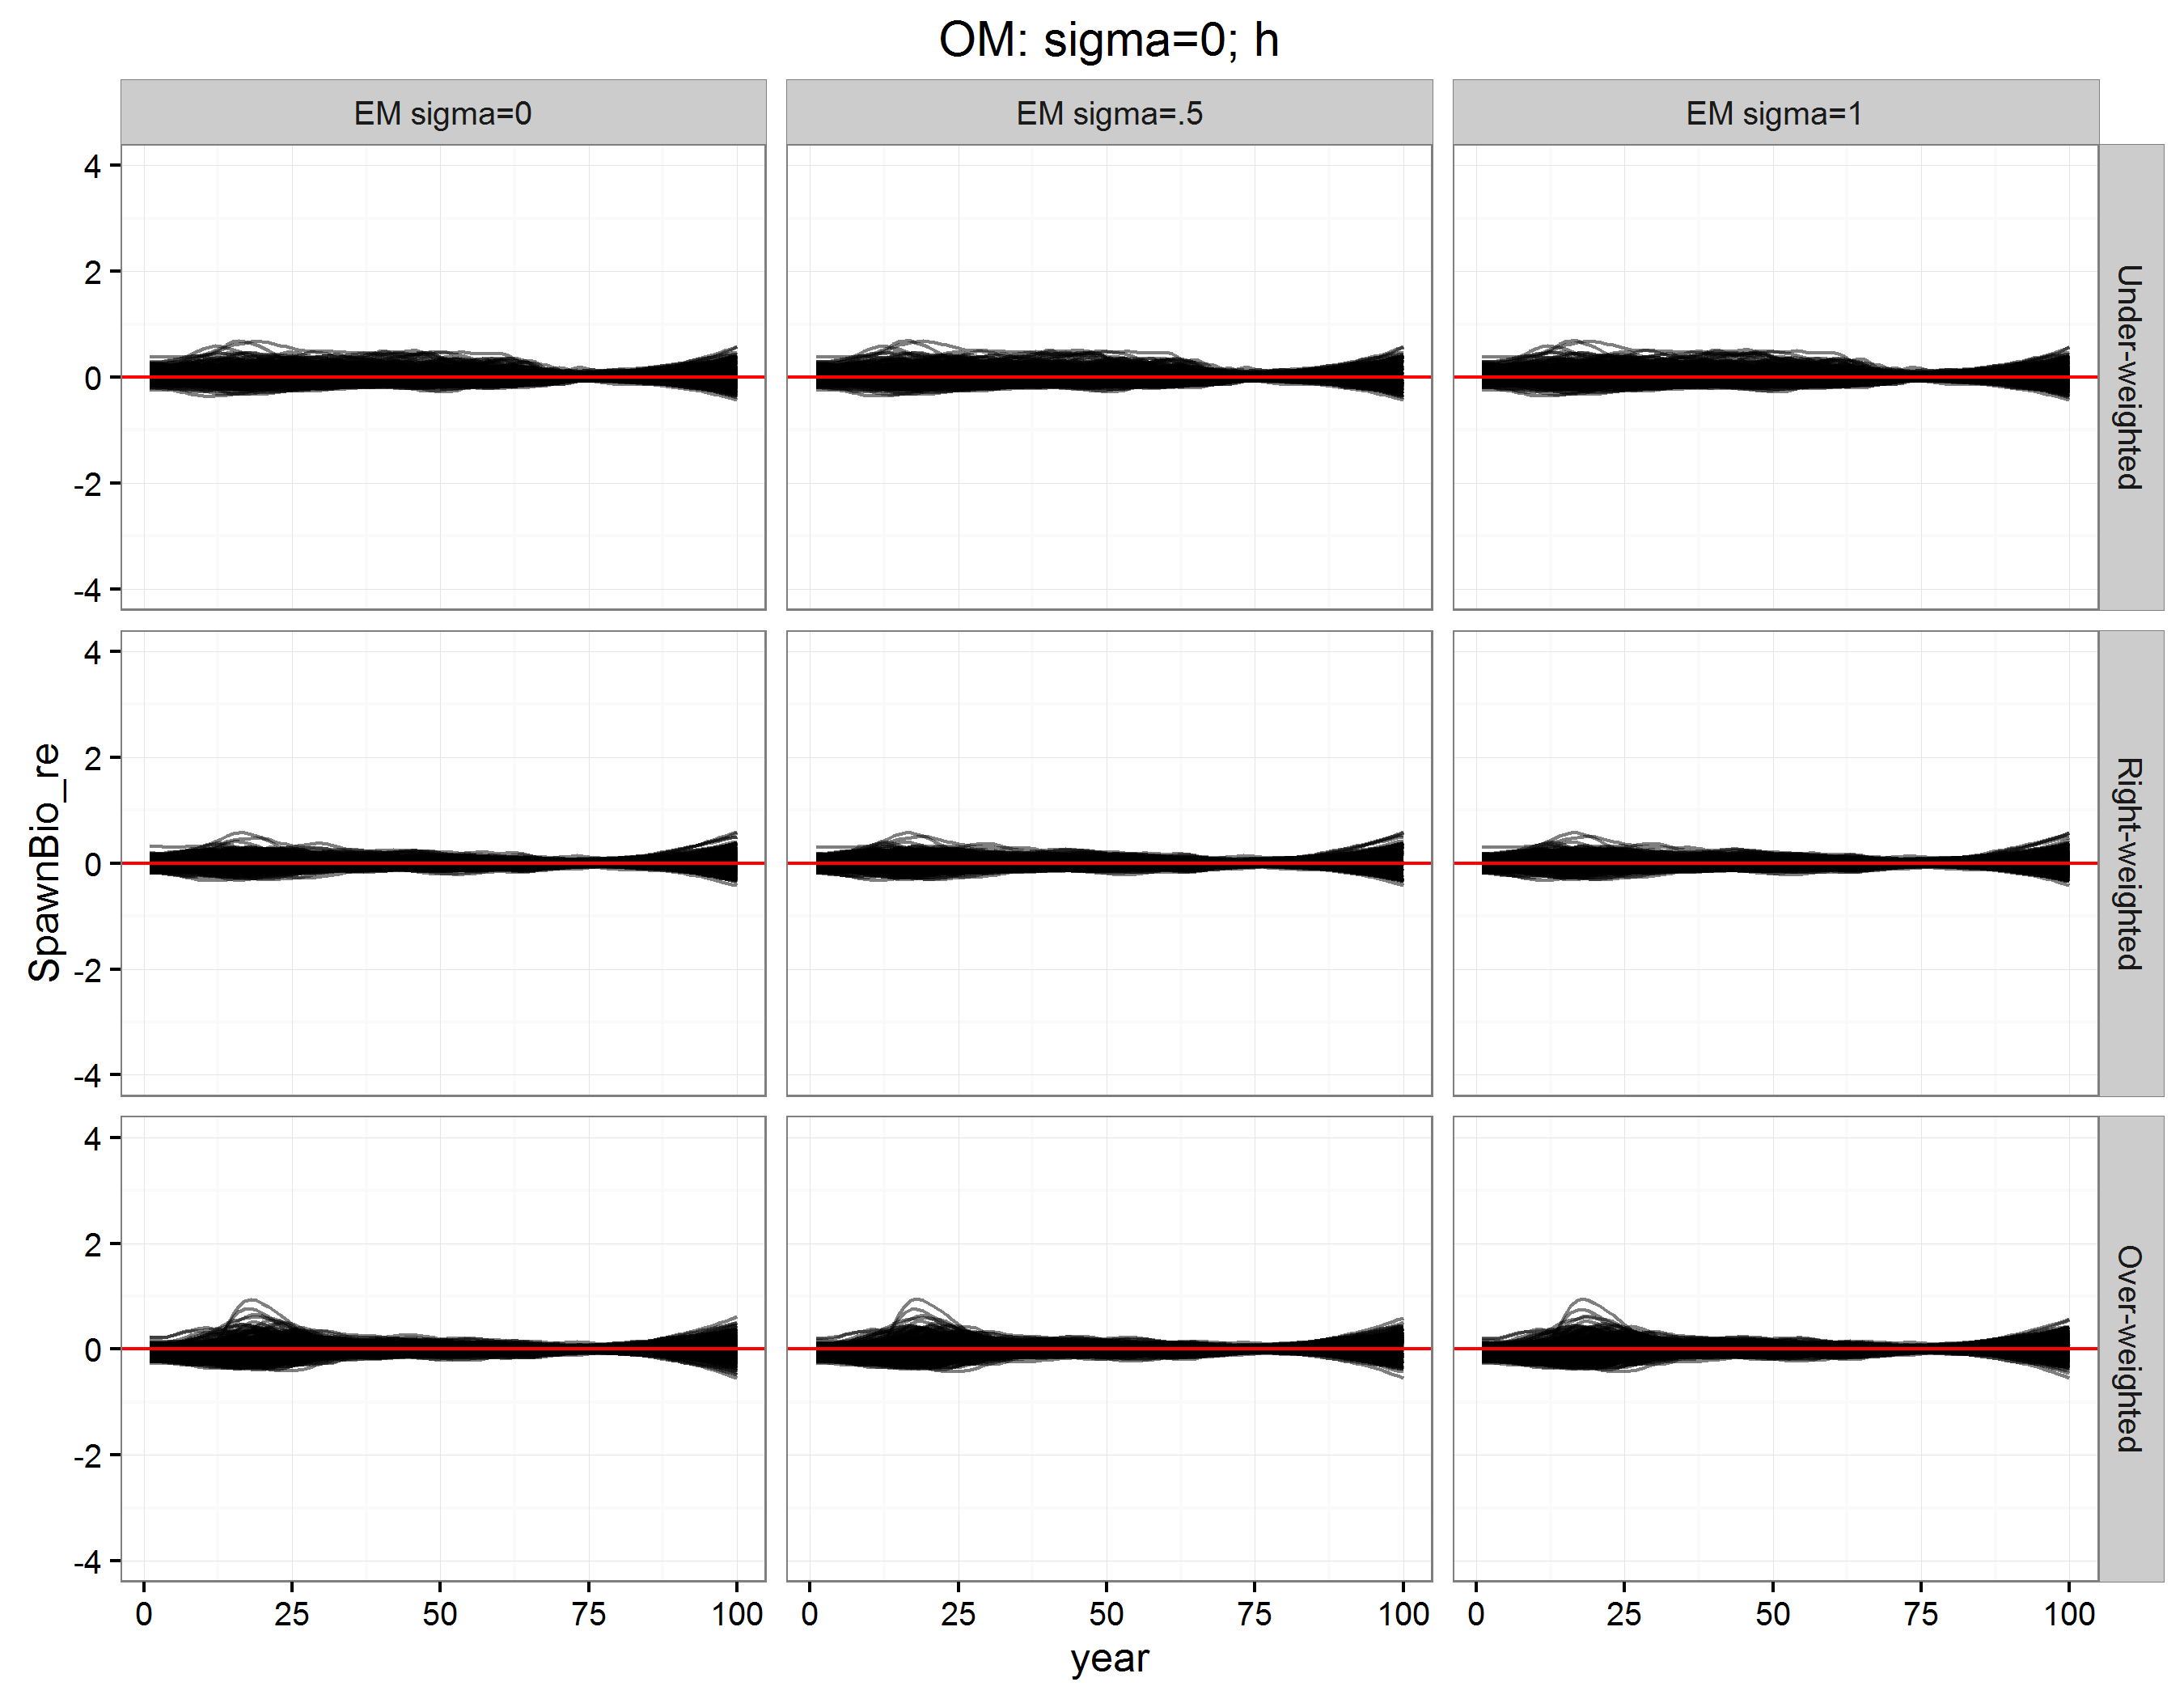 OM: sigma=0; h
EM sigma=0
EM sigma=.5
EM sigma=1
4
2
0
-2
-4
Under-weighted
4
2
0
-2
-4
Right-weighted
4
2
0
-2
-4
Over-weighted
SpawnBio_re
0 25 50 75 100
0 25 50 75 100
0 25 50 75 100
year